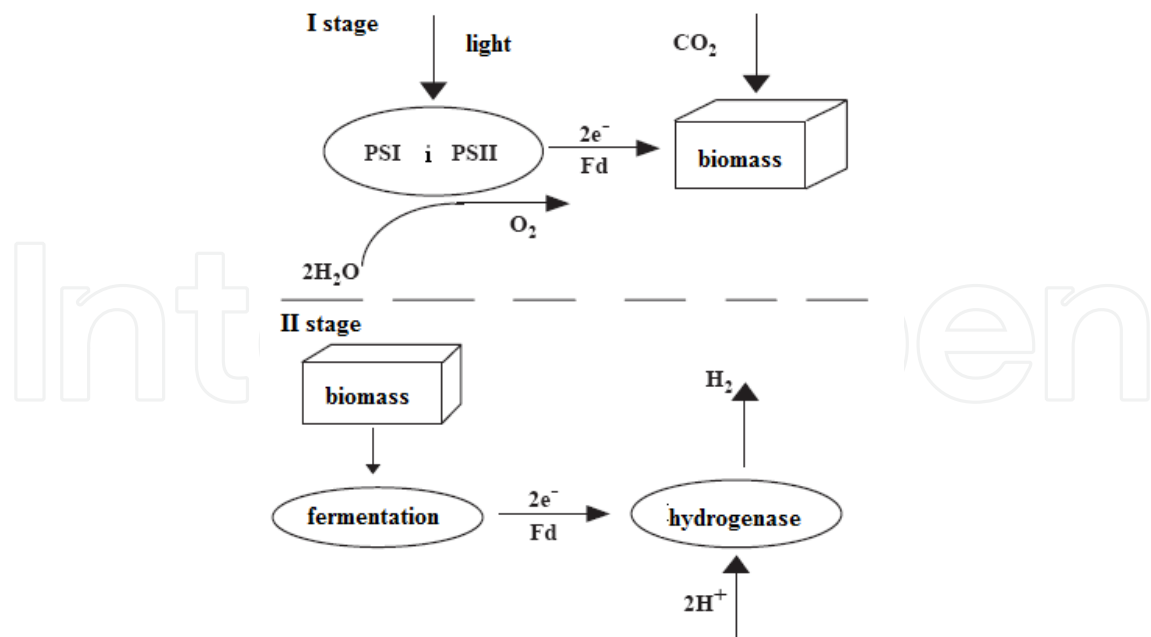 I stage
light
CO₂
PSI i PSII
2e⁻
Fd
biomass
O₂
2H₂O
II stage
biomass
H₂
fermentation
2e⁻
Fd
hydrogenase
2H⁺